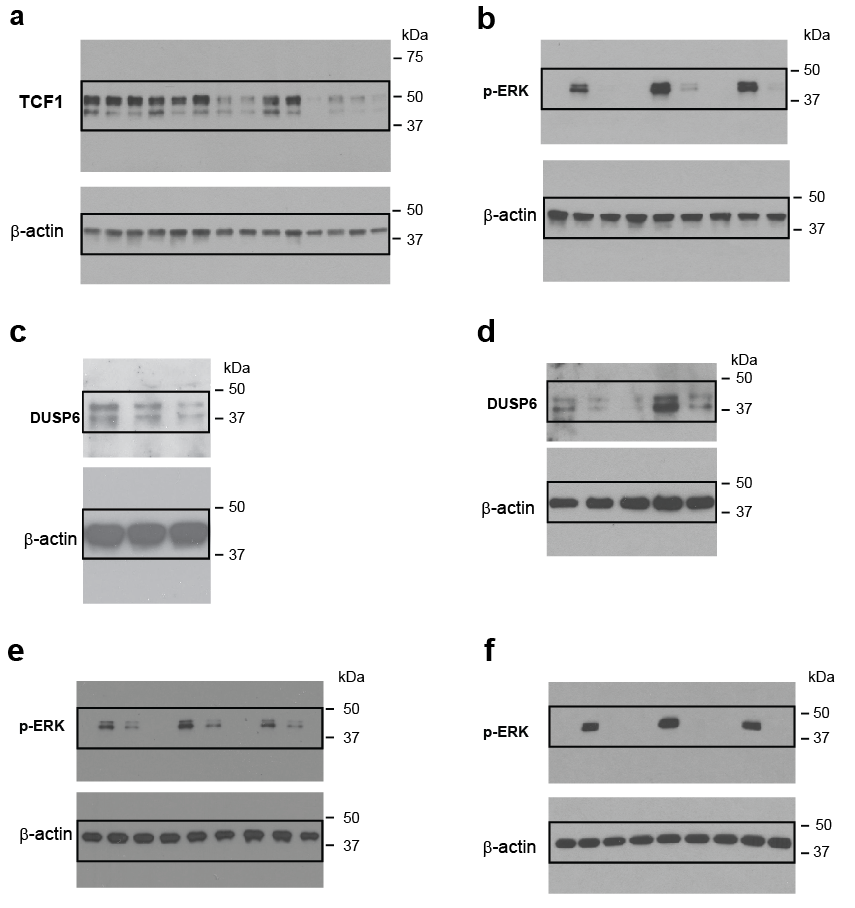 a
kDa
75
TCF1
50
37
β-actin
50
37
b
kDa
p-ERK
50
37
β-actin
50
37
c
kDa
50
DUSP6
37
50
β-actin
37
d
kDa
50
DUSP6
37
50
β-actin
37
e
kDa
50
p-ERK
37
50
β-actin
37
f
kDa
50
p-ERK
37
50
β-actin
37